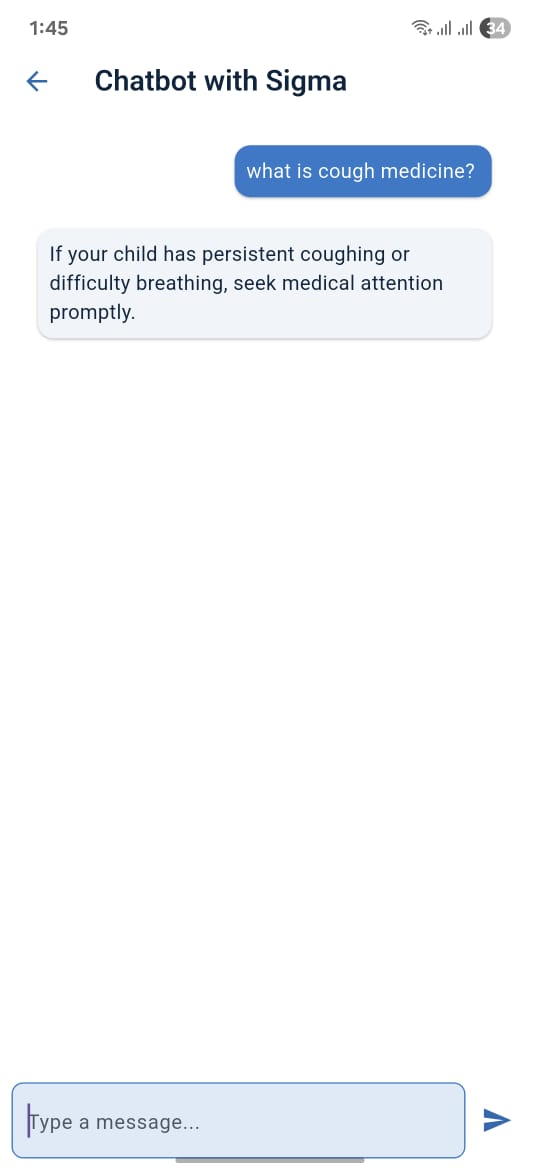 1:45
34
Chatbot with Sigma
what is cough medicine?
If your child has persistent coughing or
difficulty breathing, seek medical attention
promptly.
Type a message...